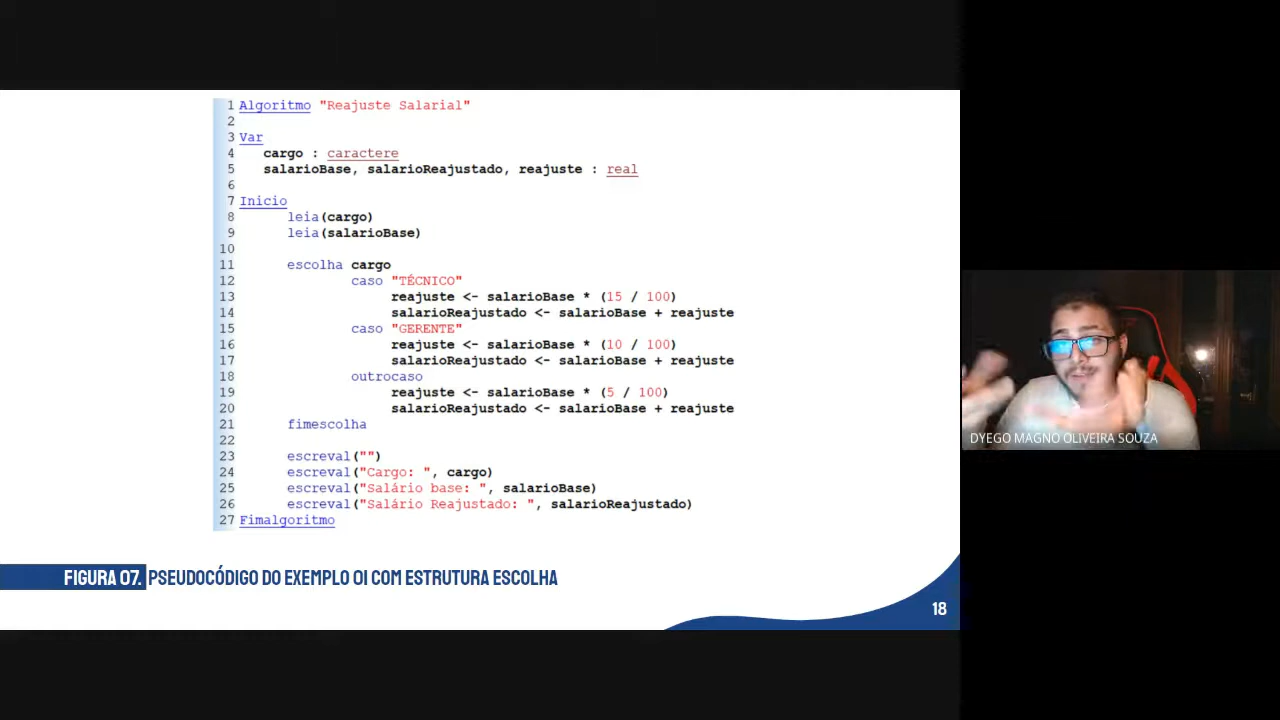 1 Algoritmo "Reajuste Salarial"
2
3 Var
4 cargo : caractere
5 salarioBase, salarioReajustado, reajuste : real
6
7 Inicio
8 leia(cargo)
9 leia(salarioBase)
10
11 escolha cargo
12 caso "TÉCNICO"
13 reajuste <- salarioBase * (15 / 100)
14 salarioReajustado <- salarioBase + reajuste
15 caso "GERENTE"
16 reajuste <- salarioBase * (10 / 100)
17 salarioReajustado <- salarioBase + reajuste
18 outrocaso
19 reajuste <- salarioBase * (5 / 100)
20 salarioReajustado <- salarioBase + reajuste
21 fimescolha
22
23 escreval("")
24 escreval("Cargo: ", cargo)
25 escreval("Salário base: ", salarioBase)
26 escreval("Salário Reajustado: ", salarioReajustado)
27 Fimalgoritmo
FIGURA 07. PSEUDOCÓDIGO DO EXEMPLO 01 COM ESTRUTURA ESCOLHA
18
DYEGO MAGNO OLIVEIRA SOUZA